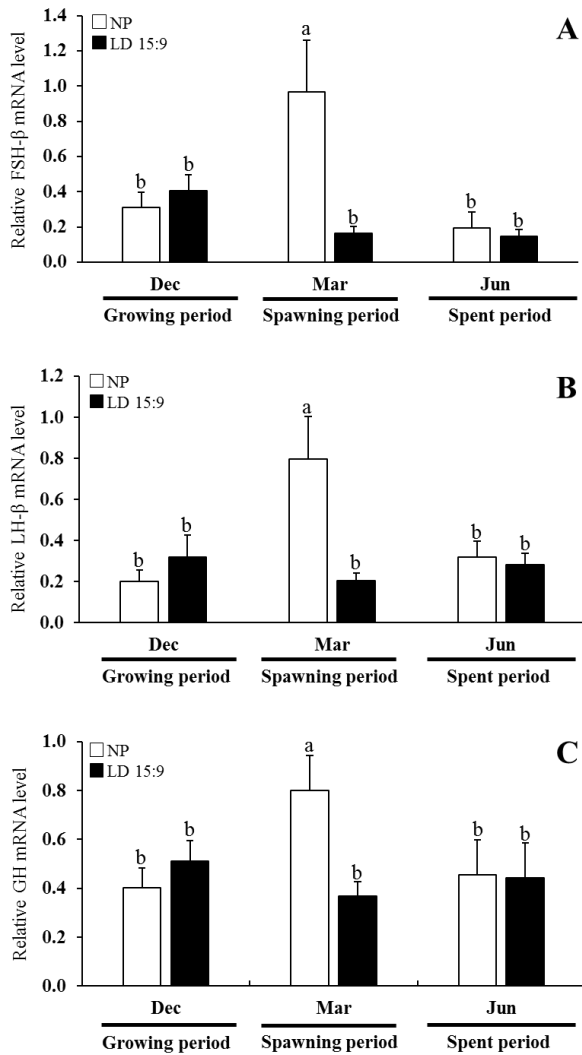 A
NP
LD 15:9
Relative FSH-β mRNA level
1.4
1.2
1.0
0.8
0.6
0.4
0.2
0.0
b
b
a
b
b
b
Dec
Mar
Jun
Growing period
Spawning period
Spent period
B
NP
LD 15:9
Relative LH-β mRNA level
1.2
1.0
0.8
0.6
0.4
0.2
0.0
b
b
a
b
b
b
Dec
Mar
Jun
Growing period
Spawning period
Spent period
C
NP
LD 15:9
Relative GH mRNA level
1.0
0.8
0.6
0.4
0.2
0.0
b
b
a
b
b
b
Dec
Mar
Jun
Growing period
Spawning period
Spent period